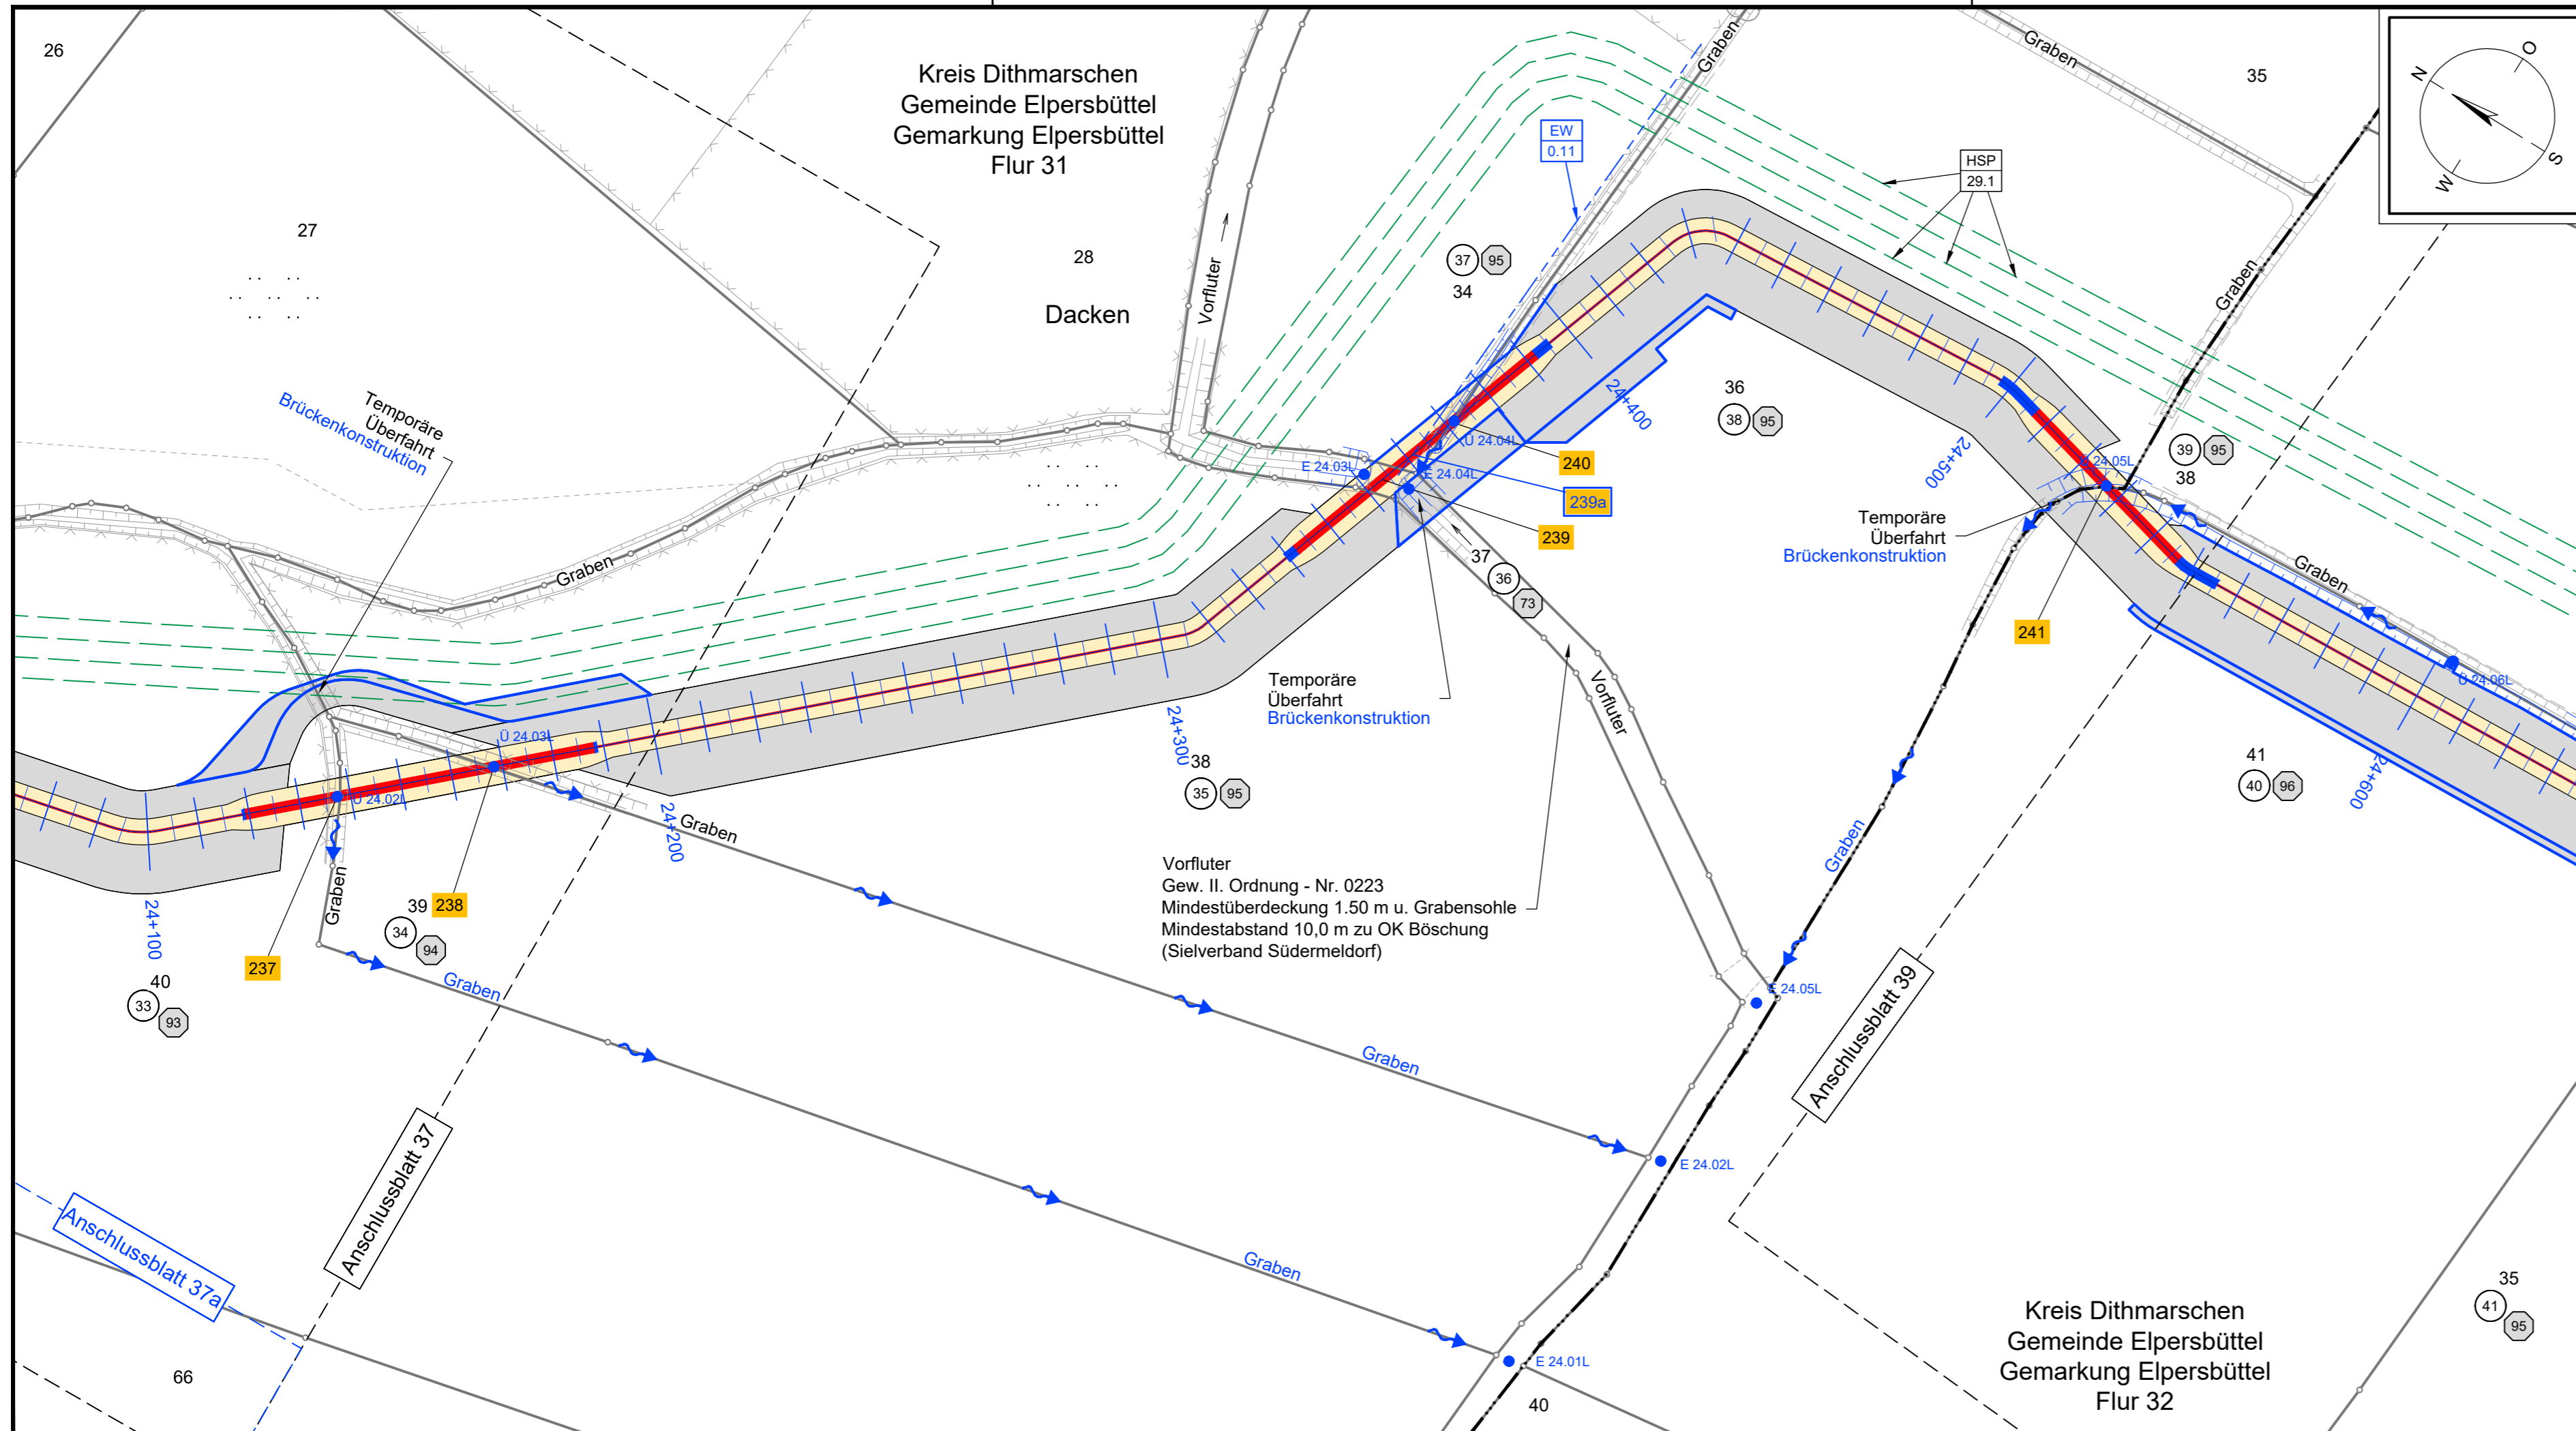 26
Kreis Dithmarschen
Gemeinde Elpersbüttel
Gemarkung Elpersbüttel
Flur 31
Graben
Graben
35
N
O
S
W
27
28
Dacken
Vorfluter
EW
0.11
HSP
29.1
37
95
34
Graben
Temporäre
Überfahrt
Brückenkonstruktion
36
38
95
24+400
24+500
39
95
38
Ü 24.04L
E 24.03L
E 24.04L
240
239a
239
24.05L
Temporäre
Überfahrt
Brückenkonstruktion
Graben
Graben
37
36
73
241
Vorfluter
Temporäre
Überfahrt
Brückenkonstruktion
Ü 24.06L
Ü 24.03L
Ü 24.02L
24+300
38
35
95
41
40
96
24+600
24+200
Graben
Graben
Graben
Vorfluter
Gew. II. Ordnung - Nr. 0223
Mindestüberdeckung 1.50 m u. Grabensohle
Mindestabstand 10,0 m zu OK Böschung
(Sielverband Südermeldorf)
39
238
34
94
24+100
237
40
33
93
Graben
E 24.05L
Anschlussblatt 39
Graben
Anschlussblatt 37
E 24.02L
Anschlussblatt 37a
Graben
E 24.01L
66
40
Kreis Dithmarschen
Gemeinde Elpersbüttel
Gemarkung Elpersbüttel
Flur 32
35
41
95